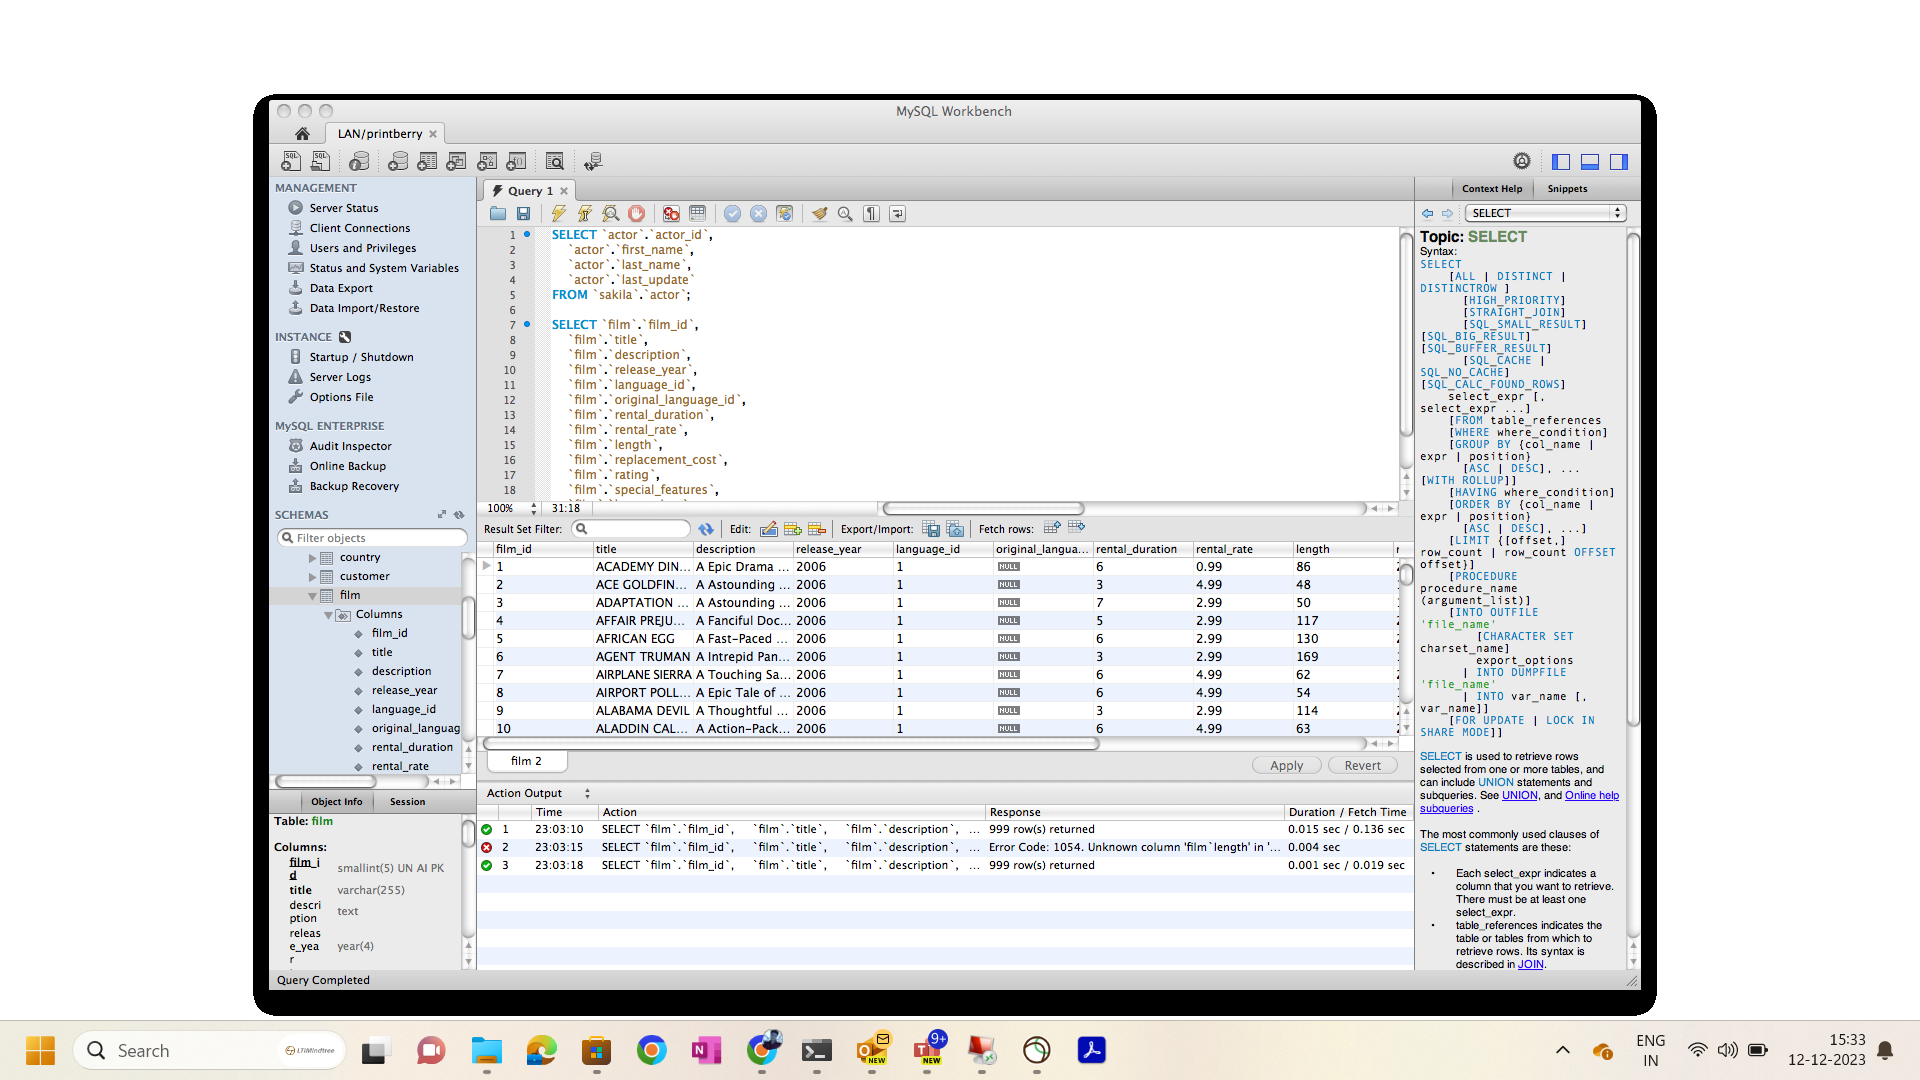 MySQL Workbench
LAN/printberry
MANAGEMENT
Server Status
Client Connections
Users and Privileges
Status and System Variables
Data Export
Data Import/Restore
INSTANCE
Startup / Shutdown
Server Logs
Options File
MySQL ENTERPRISE
Audit Inspector
Online Backup
Backup Recovery
SCHEMAS
Filter objects
country
customer
film
Columns
film_id
title
description
release_year
language_id
original_languag
rental_duration
rental_rate
Object Info Session
Table: film
Columns:
film_id smallint(5) UN AI PK
title varchar(255)
description text
release_year year(4)
Query Completed
Query 1
1 SELECT `actor`.`actor_id`,
2 `actor`.`first_name`,
3 `actor`.`last_name`,
4 `actor`.`last_update`
5 FROM `sakila`.`actor`;
6
7 SELECT `film`.`film_id`,
8 `film`.`title`,
9 `film`.`description`,
10 `film`.`release_year`,
11 `film`.`language_id`,
12 `film`.`original_language_id`,
13 `film`.`rental_duration`,
14 `film`.`rental_rate`,
15 `film`.`length`,
16 `film`.`replacement_cost`,
17 `film`.`rating`,
18 `film`.`special_features`,
100% 31:18
Result Set Filter: Edit: Export/Import: Fetch rows:
film_id title description release_year language_id original_langua... rental_duration rental_rate length
1 ACADEMY DIN... A Epic Drama ... 2006 1 NULL 6 0.99 86
2 ACE GOLDFIN... A Astounding ... 2006 1 NULL 3 4.99 48
3 ADAPTATION ... A Astounding ... 2006 1 NULL 7 2.99 50
4 AFFAIR PREJU... A Fanciful Doc... 2006 1 NULL 5 2.99 117
5 AFRICAN EGG A Fast-Paced ... 2006 1 NULL 6 2.99 130
6 AGENT TRUMAN A Intrepid Pan... 2006 1 NULL 3 2.99 169
7 AIRPLANE SIERRA A Touching Sa... 2006 1 NULL 6 4.99 62
8 AIRPORT POLL... A Epic Tale of ... 2006 1 NULL 6 4.99 54
9 ALABAMA DEVIL A Thoughtful ... 2006 1 NULL 3 2.99 114
10 ALADDIN CAL... A Action-Pack... 2006 1 NULL 6 4.99 63
film 2
Apply Revert
Action Output
Time Action Response Duration / Fetch Time
1 23:03:10 SELECT `film`.`film_id`, `film`.`title`, `film`.`description`, ... 999 row(s) returned 0.015 sec / 0.136 sec
2 23:03:15 SELECT `film`.`film_id`, `film`.`title`, `film`.`description`, ... Error Code: 1054. Unknown column 'film`length' in '... 0.004 sec
3 23:03:18 SELECT `film`.`film_id`, `film`.`title`, `film`.`description`, ... 999 row(s) returned 0.001 sec / 0.019 sec
Context Help Snippets
SELECT
Topic: SELECT
Syntax:
SELECT
[ALL | DISTINCT |
DISTINCTROW ]
[HIGH_PRIORITY]
[STRAIGHT_JOIN]
[SQL_SMALL_RESULT]
[SQL_BIG_RESULT]
[SQL_BUFFER_RESULT]
[SQL_CACHE |
SQL_NO_CACHE]
[SQL_CALC_FOUND_ROWS]
select_expr [,
select_expr ...]
[FROM table_references
[WHERE where_condition]
[GROUP BY {col_name |
expr | position}
[ASC | DESC], ...
[WITH ROLLUP]]
[HAVING where_condition]
[ORDER BY {col_name |
expr | position}
[ASC | DESC], ...]
[LIMIT {[offset,]
row_count | row_count OFFSET
offset}]
[PROCEDURE
procedure_name
(argument_list)]
[INTO OUTFILE
'file_name'
[CHARACTER SET
charset_name]
export_options
| INTO DUMPFILE
'file_name'
| INTO var_name [,
var_name]]
[FOR UPDATE | LOCK IN
SHARE MODE]]
SELECT is used to retrieve rows
selected from one or more tables, and
can include UNION statements and
subqueries. See UNION, and Online help
subqueries .
The most commonly used clauses of
SELECT statements are these:
• Each select_expr indicates a
column that you want to retrieve.
There must be at least one
select_expr.
• table_references indicates the
table or tables from which to
retrieve rows. Its syntax is
described in JOIN.
Search LTIMindtree
NEW
9+
NEW
ENG
IN
15:33
12-12-2023